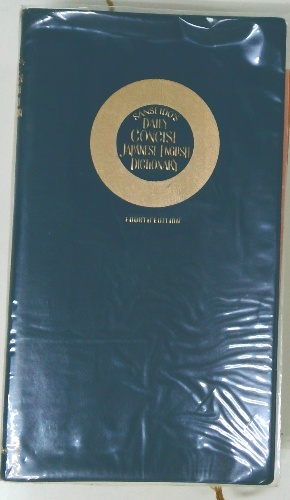 SANSEIDO'S
DAILY
CONCISE
JAPANESE-ENGLISH
DICTIONARY
FOURTH EDITION